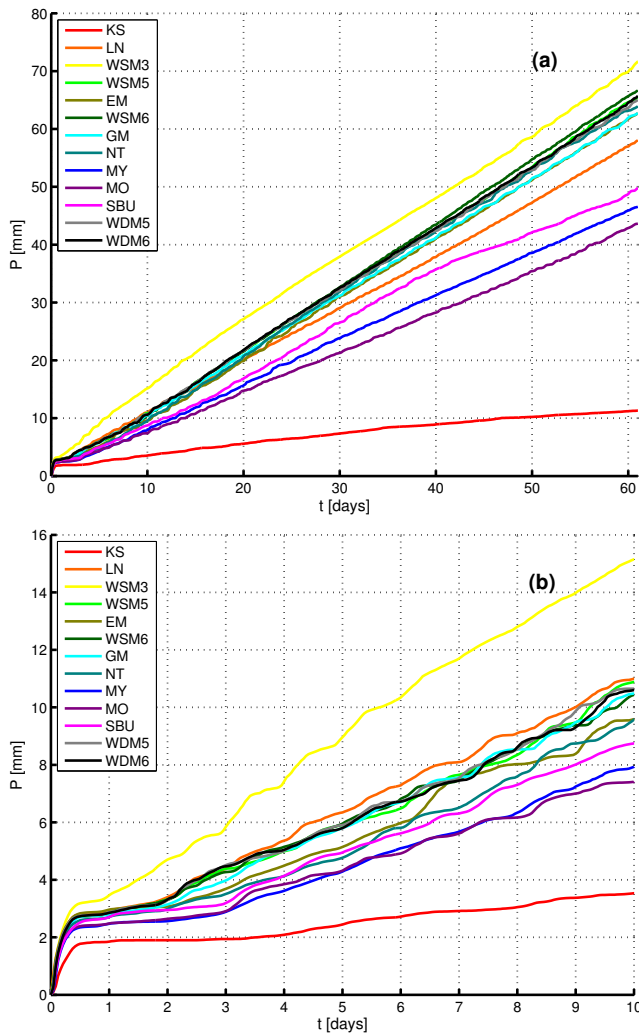 80
70
60
50
40
30
20
10
0
P [mm]
KS
LN
WSM3
WSM5
EM
WSM6
GM
NT
MY
MO
SBU
WDM5
WDM6
(a)
0 10 20 30 40 50 60
t [days]
16
14
12
10
8
6
4
2
0
P [mm]
KS
LN
WSM3
WSM5
EM
WSM6
GM
NT
MY
MO
SBU
WDM5
WDM6
(b)
0 1 2 3 4 5 6 7 8 9 10
t [days]